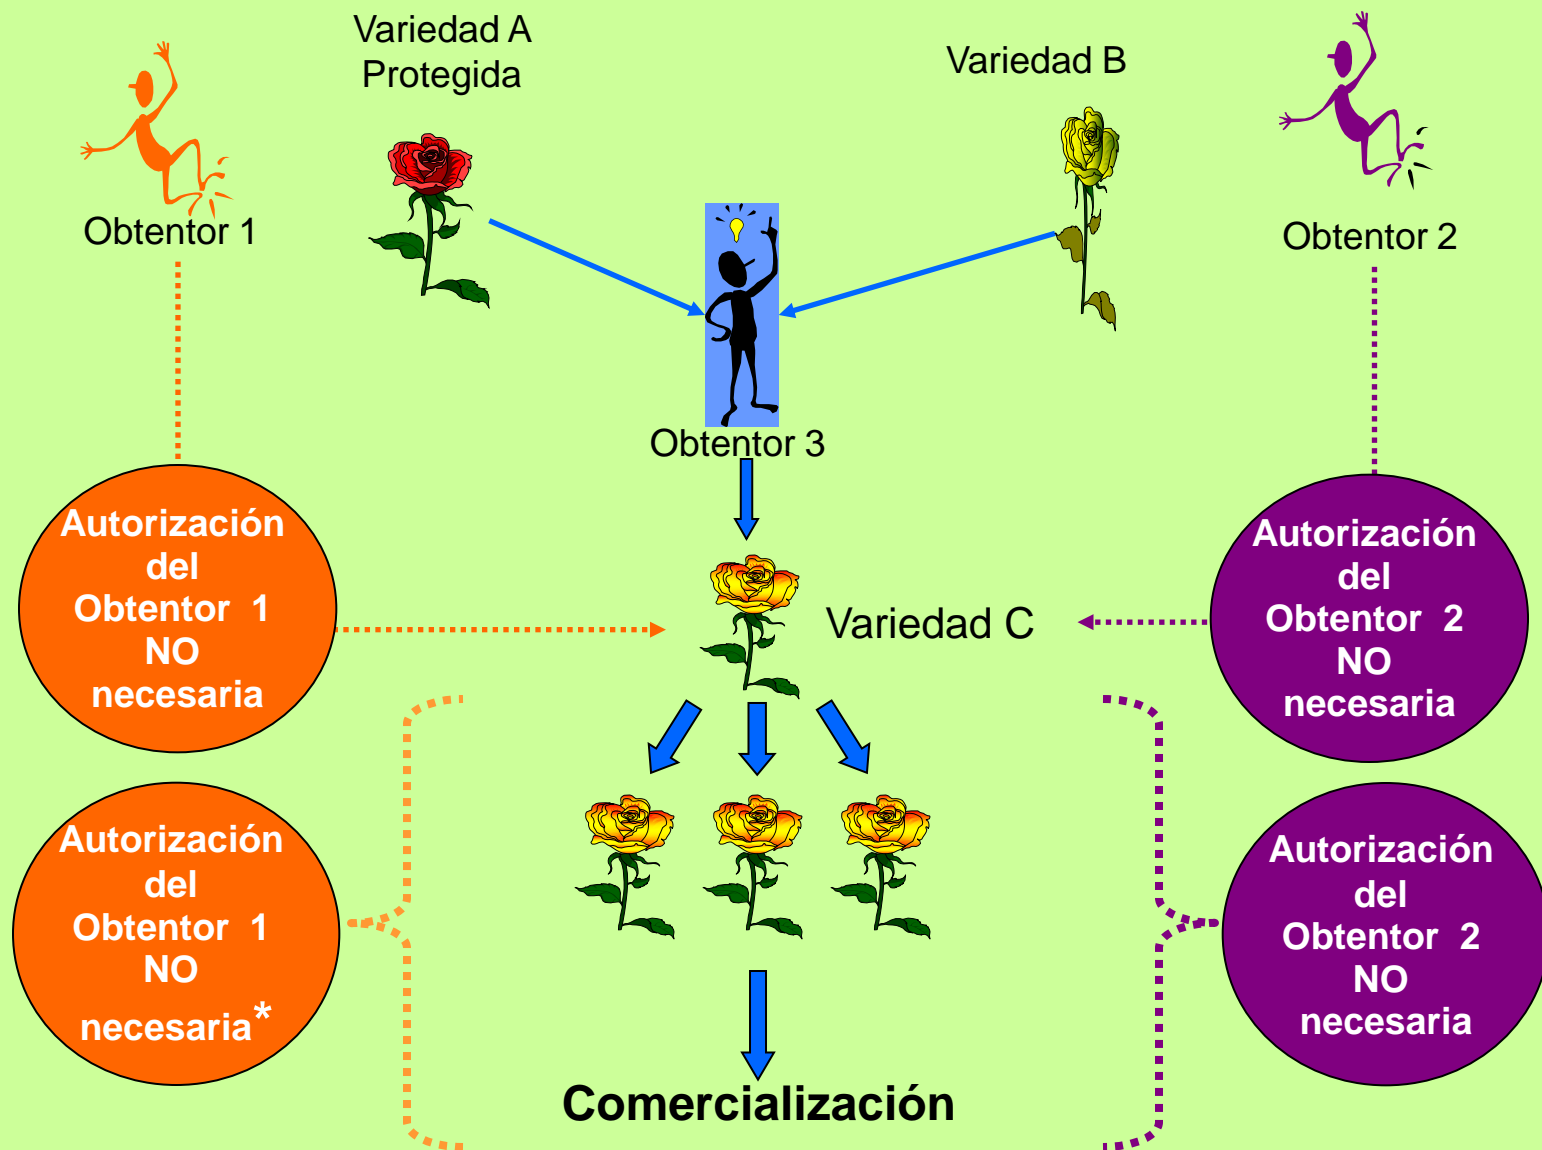 Variedad A
Protegida
Variedad B
Obtentor 1
Obtentor 2
Obtentor 3
Autorización
del
Obtentor 1
NO
necesaria
Variedad C
Autorización
del
Obtentor 2
NO
necesaria
Autorización
del
Obtentor 1
NO
necesaria*
Autorización
del
Obtentor 2
NO
necesaria
Comercialización